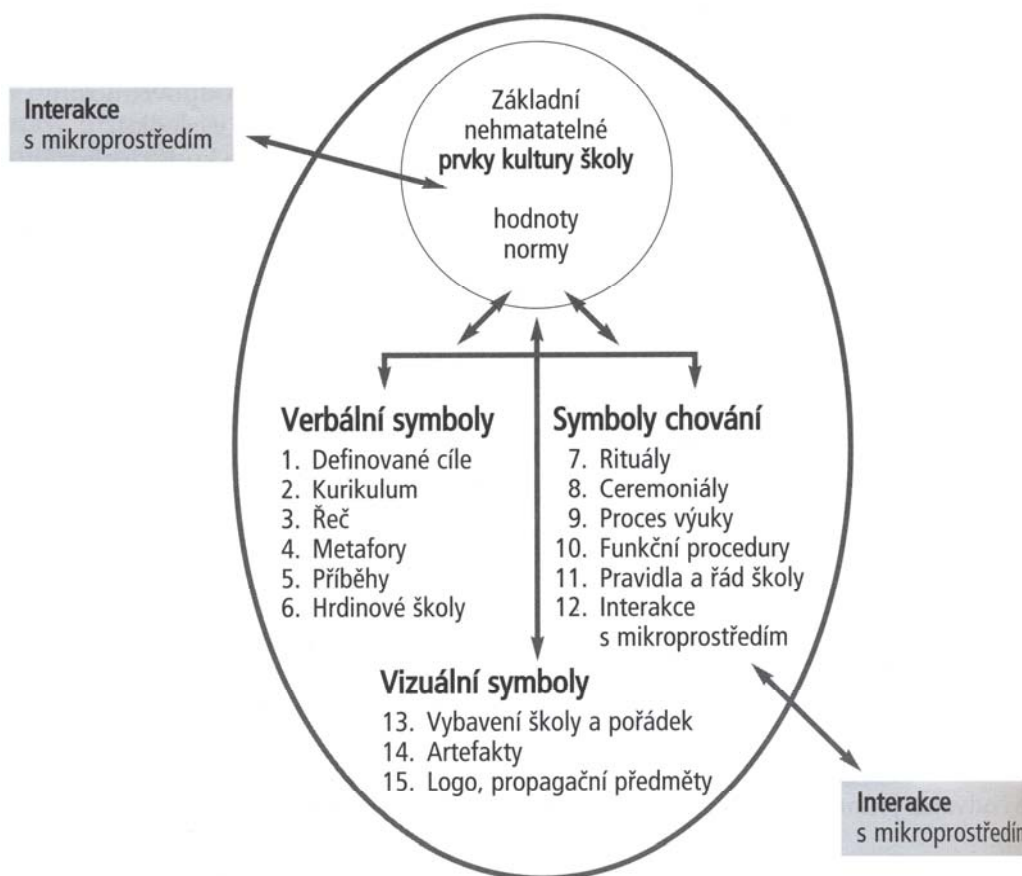 Interakce
s mikroprostředím
Základní
nehmatatelné
prvky kultury školy
hodnoty
normy
Verbální symboly
1. Definované cíle
2. Kurikulum
3. Řeč
4. Metafory
5. Příběhy
6. Hrdinové školy
Symboly chování
7. Rituály
8. Ceremoniály
9. Proces výuky
10. Funkční procedury
11. Pravidla a řád školy
12. Interakce
s mikroprostředím
Vizuální symboly
13. Vybavení školy a pořádek
14. Artefakty
15. Logo, propagační předměty
Interakce
s mikroprostředím